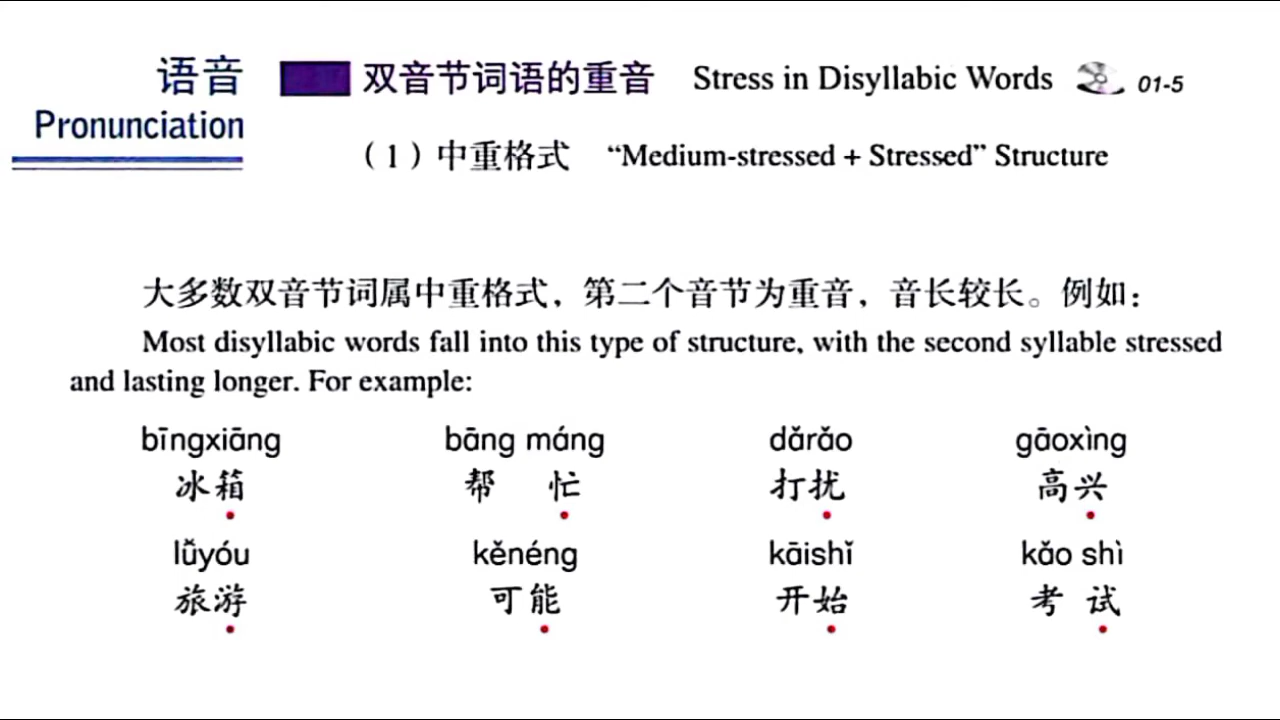 语音 双音节词语的重音 Stress in Disyllabic Words 01-5
Pronunciation
（1）中重格式 “Medium-stressed + Stressed” Structure
大多数双音节词属中重格式，第二个音节为重音，音长较长。例如：
Most disyllabic words fall into this type of structure, with the second syllable stressed
and lasting longer. For example:
bīngxiāng bāng máng dǎrǎo gāoxìng
冰箱 帮 忙 打扰 高兴
lǚyóu kěnéng kāishǐ kǎo shì
旅游 可能 开始 考 试